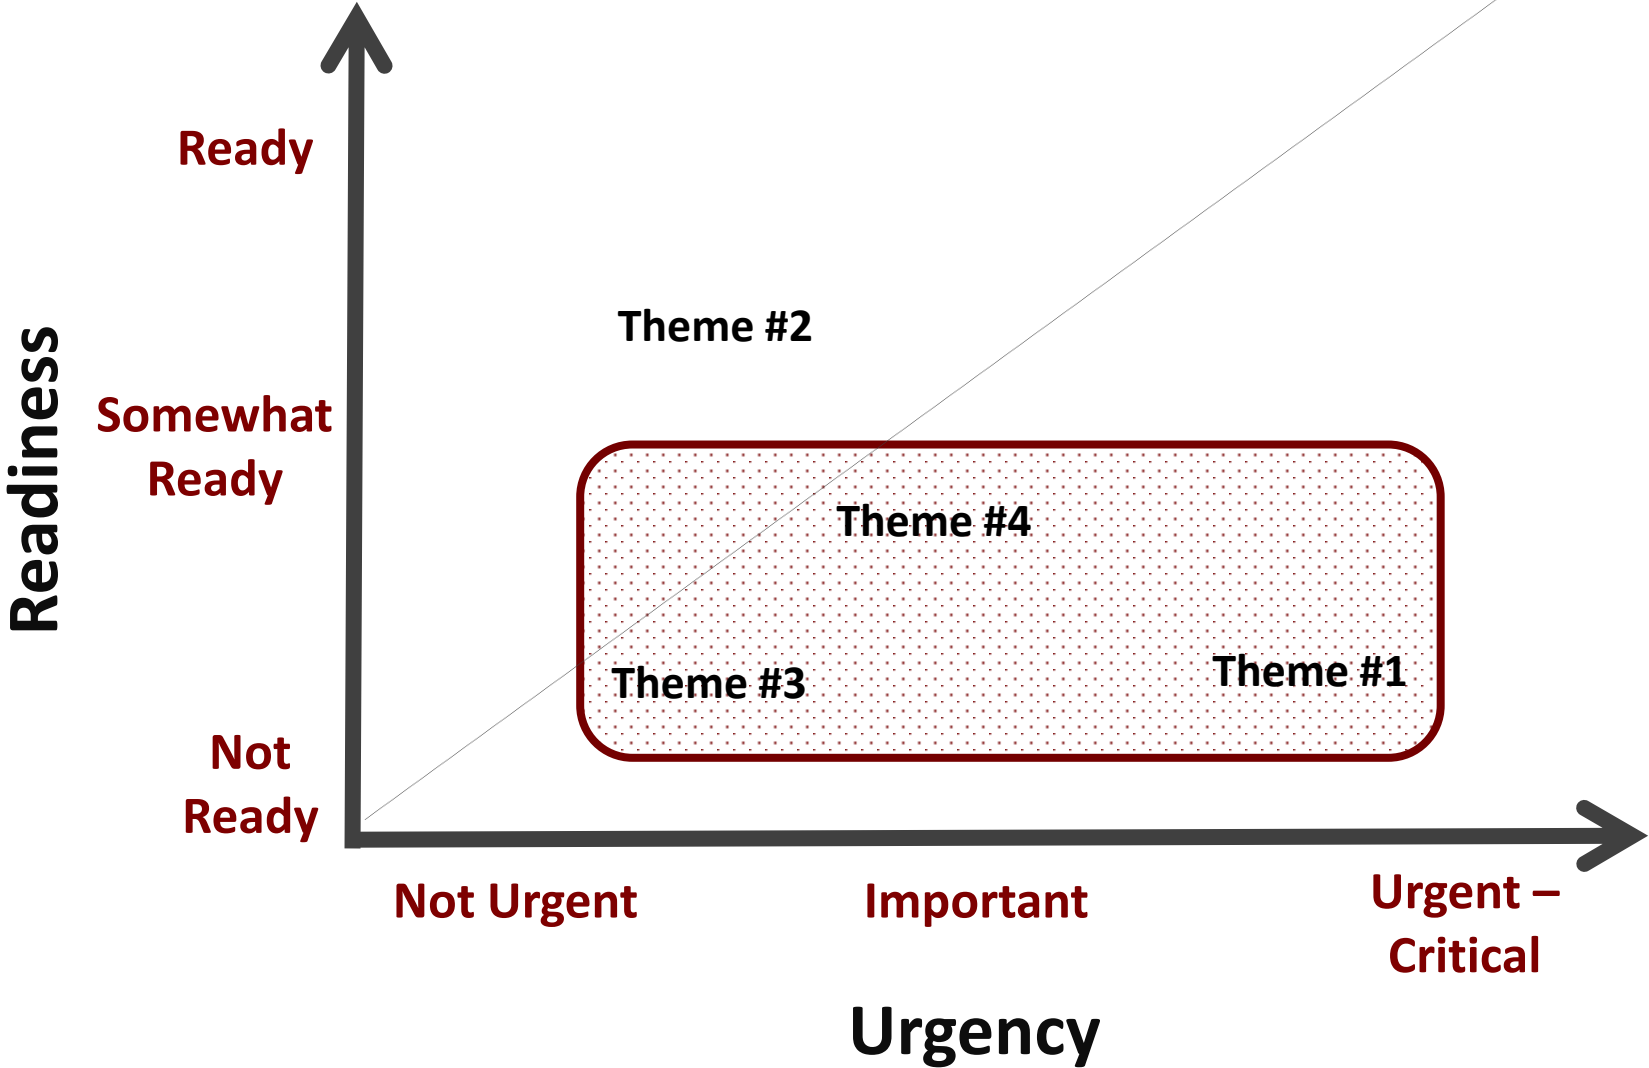 Ready
Theme #2
Readiness
Somewhat
Ready
Theme #4
Theme #3
Theme #1
Not
Ready
Not Urgent
Important
Urgent –
Critical
Urgency